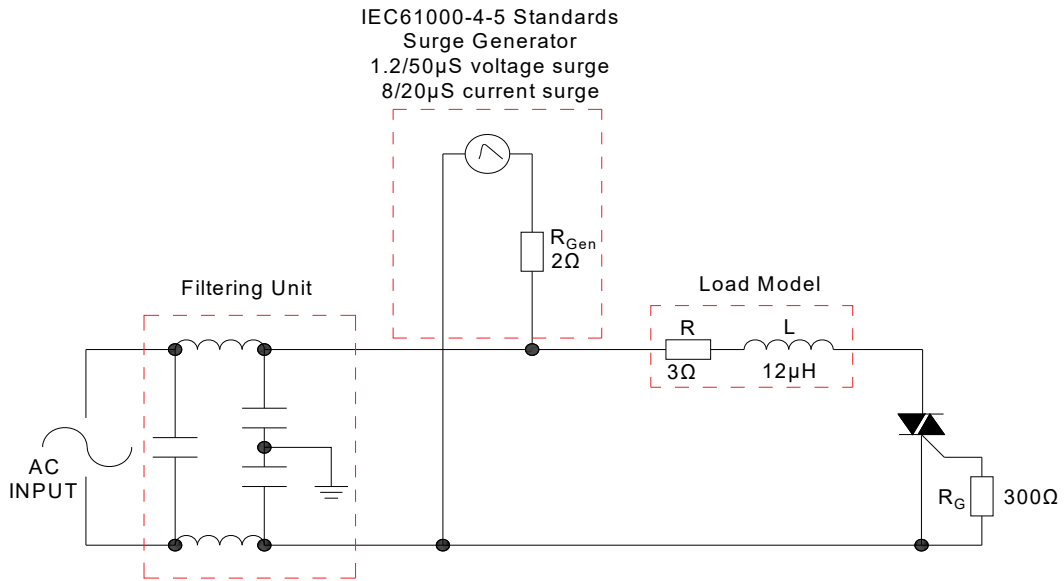 IEC61000-4-5 Standards
Surge Generator
1.2/50µS voltage surge
8/20µS current surge
R_Gen
2Ω
Filtering Unit
Load Model
R
L
3Ω
12µH
AC
INPUT
R_G
300Ω